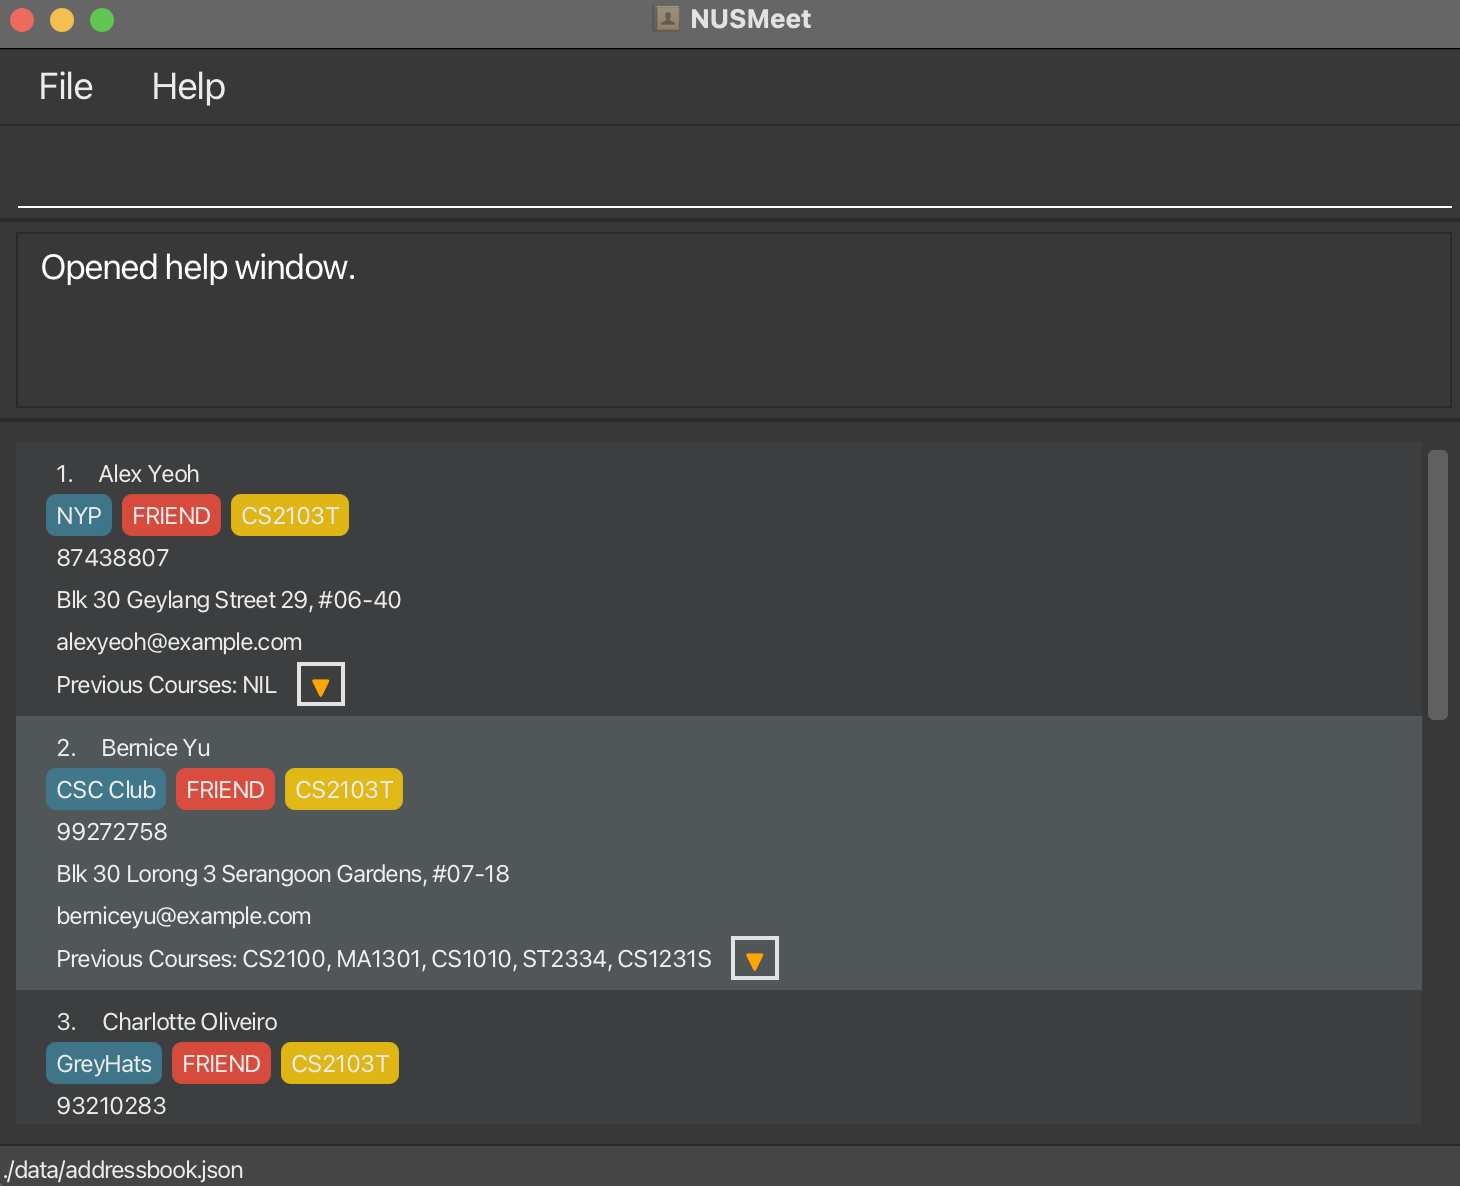 NUSMeet
File Help
Opened help window.
1. Alex Yeoh
NYP FRIEND CS2103T
87438807
Blk 30 Geylang Street 29, #06-40
alexyeoh@example.com
Previous Courses: NIL
2. Bernice Yu
CSC Club FRIEND CS2103T
99272758
Blk 30 Lorong 3 Serangoon Gardens, #07-18
berniceyu@example.com
Previous Courses: CS2100, MA1301, CS1010, ST2334, CS1231S
3. Charlotte Oliveiro
GreyHats FRIEND CS2103T
93210283
./data/addressbook.json